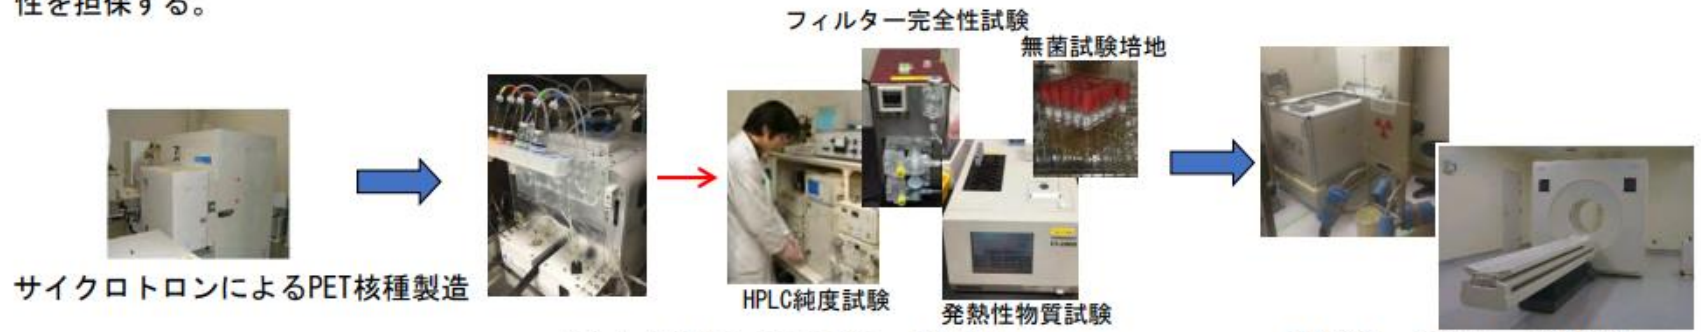 性を担保する。
フィルター完全性試験
無菌試験培地
サイクロトロンによるPET核種製造
HPLC純度試験
発熱性物質試験